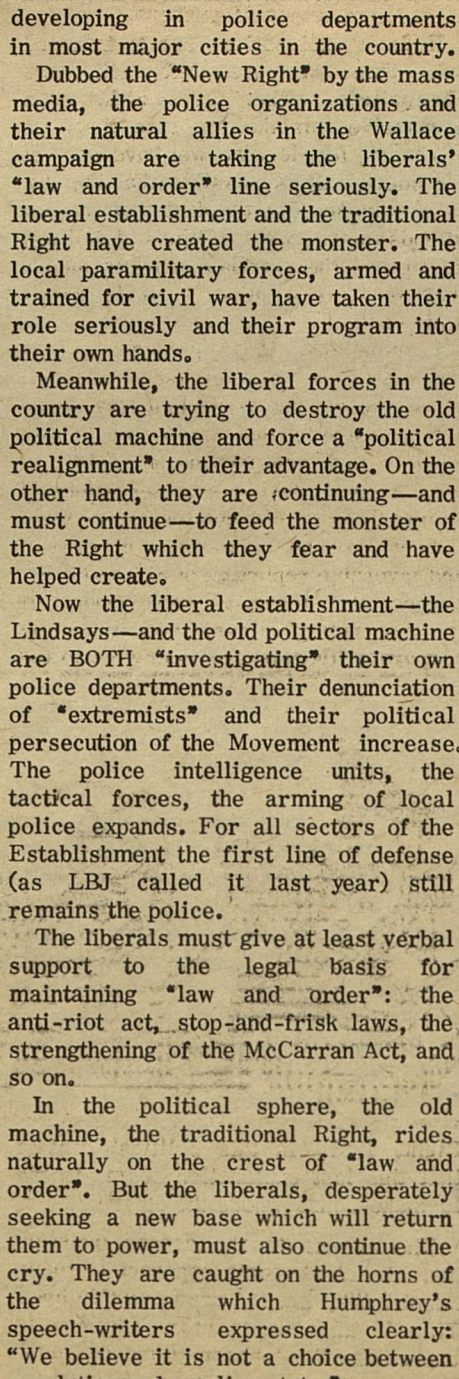 developing in police departments
in most major cities in the country.
Dubbed the "New Right" by the mass
media, the police organizations and
their natural allies in the Wallace
campaign are taking the liberals'
"law and order" line seriously. The
liberal establishment and the traditional
Right have created the monster. The
local paramilitary forces, armed and
trained for civil war, have taken their
role seriously and their program into
their own hands.
Meanwhile, the liberal forces in the
country are trying to destroy the old
political machine and force a "political
realignment" to their advantage. On the
other hand, they are continuing—and
must continue—to feed the monster of
the Right which they fear and have
helped create.
Now the liberal establishment—the
Lindsays—and the old political machine
are BOTH "investigating" their own
police departments. Their denunciation
of "extremists" and their political
persecution of the Movement increase.
The police intelligence units, the
tactical forces, the arming of local
police expands. For all sectors of the
Establishment the first line of defense
(as LBJ called it last year) still
remains the police.
The liberals must give at least verbal
support to the legal basis for
maintaining "law and order": the
anti-riot act, stop-and-frisk laws, the
strengthening of the McCarran Act, and
so on.
In the political sphere, the old
machine, the traditional Right, rides
naturally on the crest of "law and
order". But the liberals, desperately
seeking a new base which will return
them to power, must also continue the
cry. They are caught on the horns of
the dilemma which Humphrey's
speech-writers expressed clearly:
"We believe it is not a choice between